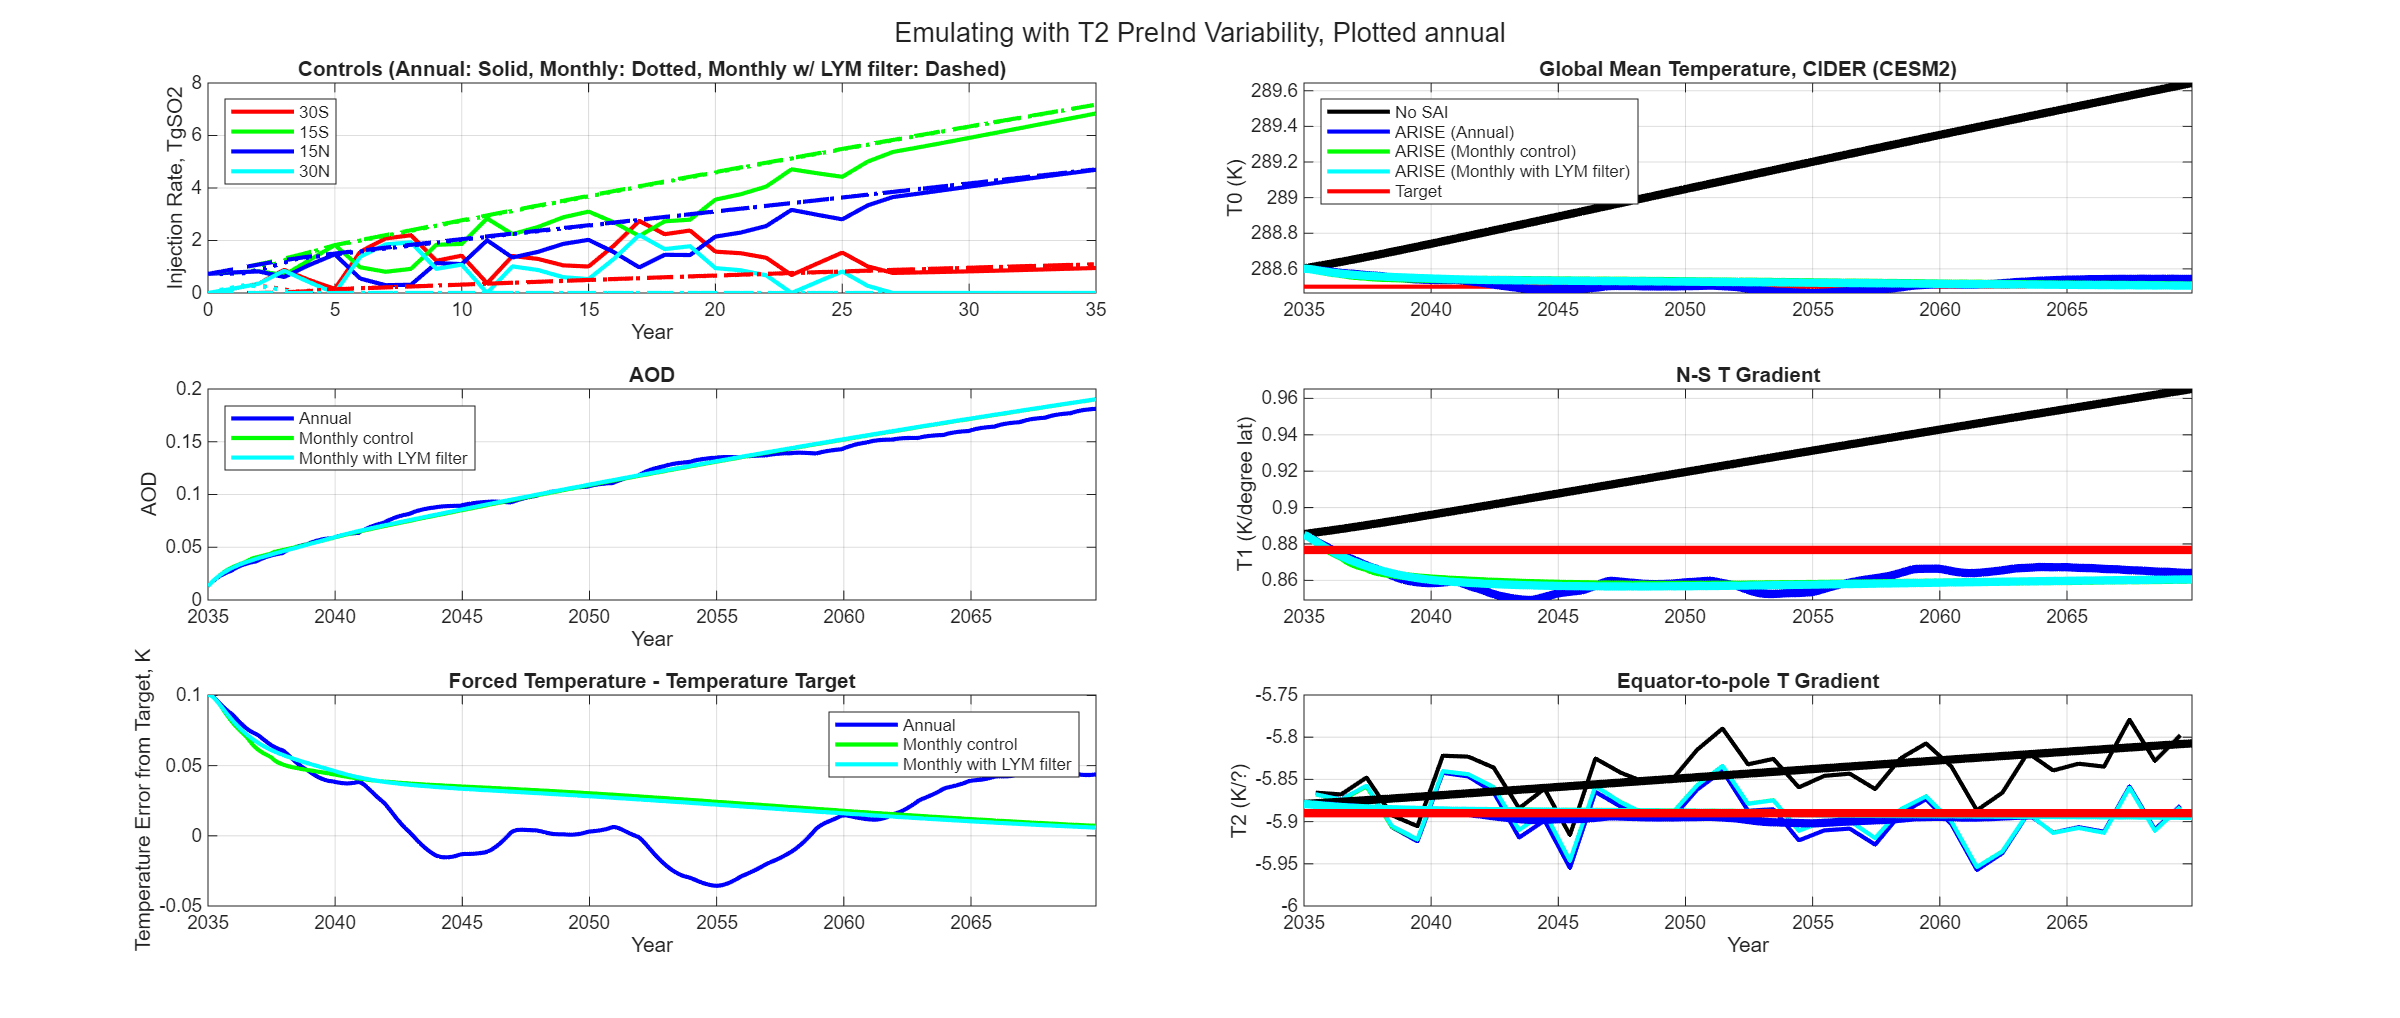 Emulating with T2 PreInd Variability, Plotted annual
Controls (Annual: Solid, Monthly: Dotted, Monthly w/ LYM filter: Dashed)
Injection Rate, TgSO2
8
6
4
2
0
30S
15S
15N
30N
0 5 10 15 20 25 30 35
Year
Global Mean Temperature, CIDER (CESM2)
T0 (K)
289.6
289.4
289.2
289
288.8
288.6
No SAI
ARISE (Annual)
ARISE (Monthly control)
ARISE (Monthly with LYM filter)
Target
2035 2040 2045 2050 2055 2060 2065
AOD
AOD
0.2
0.15
0.1
0.05
0
Annual
Monthly control
Monthly with LYM filter
2035 2040 2045 2050 2055 2060 2065
Year
N-S T Gradient
T1 (K/degree lat)
0.96
0.94
0.92
0.9
0.88
0.86
2035 2040 2045 2050 2055 2060 2065
Forced Temperature - Temperature Target
Temperature Error from Target, K
0.1
0.05
0
-0.05
Annual
Monthly control
Monthly with LYM filter
2035 2040 2045 2050 2055 2060 2065
Year
Equator-to-pole T Gradient
T2 (K/?)
-5.75
-5.8
-5.85
-5.9
-5.95
-6
2035 2040 2045 2050 2055 2060 2065
Year